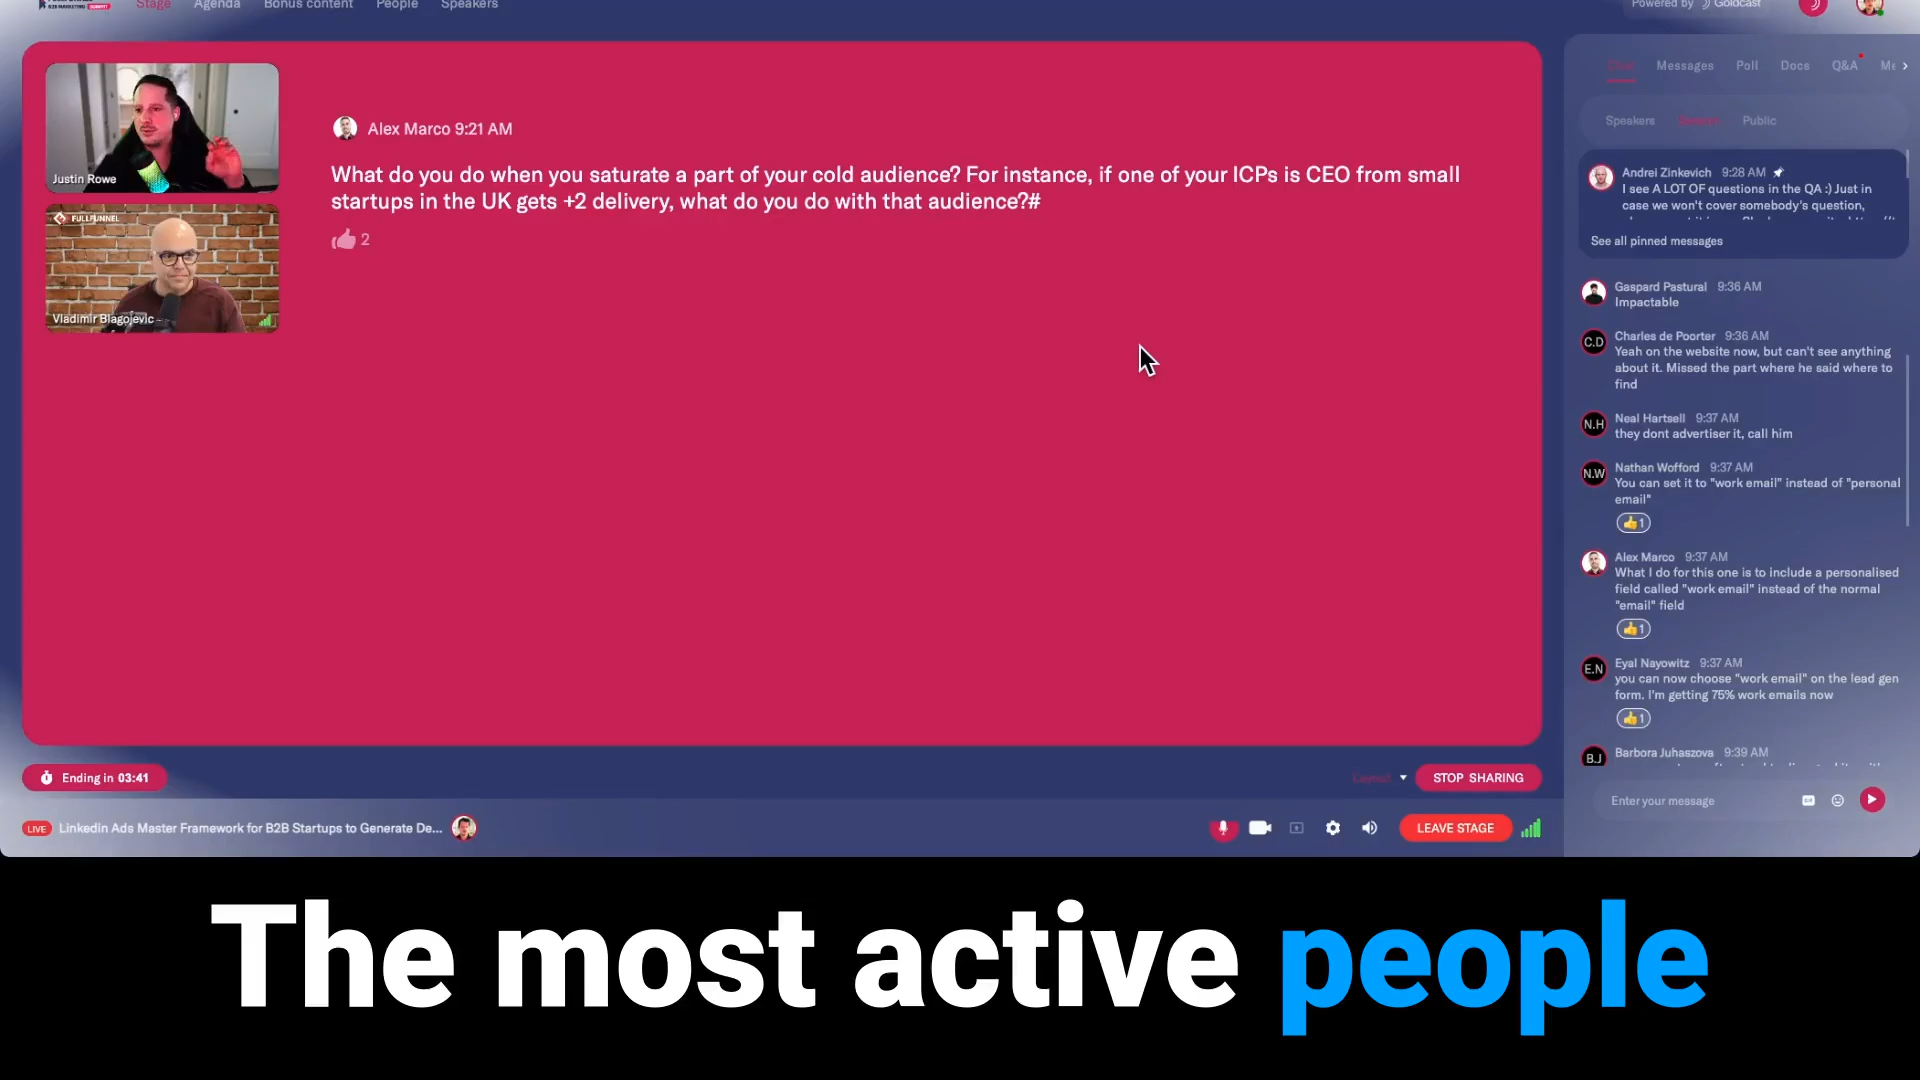 B2B MARKETING SUMMIT
Stage Agenda Bonus content People Speakers
Powered by Goldcast
Justin Rowe
FULLFUNNEL
Vladimir Blagojevic
Alex Marco 9:21 AM
What do you do when you saturate a part of your cold audience? For instance, if one of your ICPs is CEO from small
startups in the UK gets +2 delivery, what do you do with that audience?#
2
Chat Messages Poll Docs Q&A Me
Speakers Public
Andrei Zinkevich 9:28 AM
I see A LOT OF questions in the QA :) Just in
case we won't cover somebody's question,
See all pinned messages
Gaspard Pastural 9:36 AM
Impactable
C.D
Charles de Poorter 9:36 AM
Yeah on the website now, but can't see anything
about it. Missed the part where he said where to
find
N.H
Neal Hartsell 9:37 AM
they dont advertiser it, call him
N.W
Nathan Wofford 9:37 AM
You can set it to "work email" instead of "personal
email"
1
Alex Marco 9:37 AM
What I do for this one is to include a personalised
field called "work email" instead of the normal
"email" field
1
E.N
Eyal Nayowitz 9:37 AM
you can now choose "work email" on the lead gen
form. I'm getting 75% work emails now
1
B.J
Barbora Juhaszova 9:39 AM
Enter your message
Ending in 03:41
Layout
STOP SHARING
LIVE Linkedin Ads Master Framework for B2B Startups to Generate De...
LEAVE STAGE
The most active people